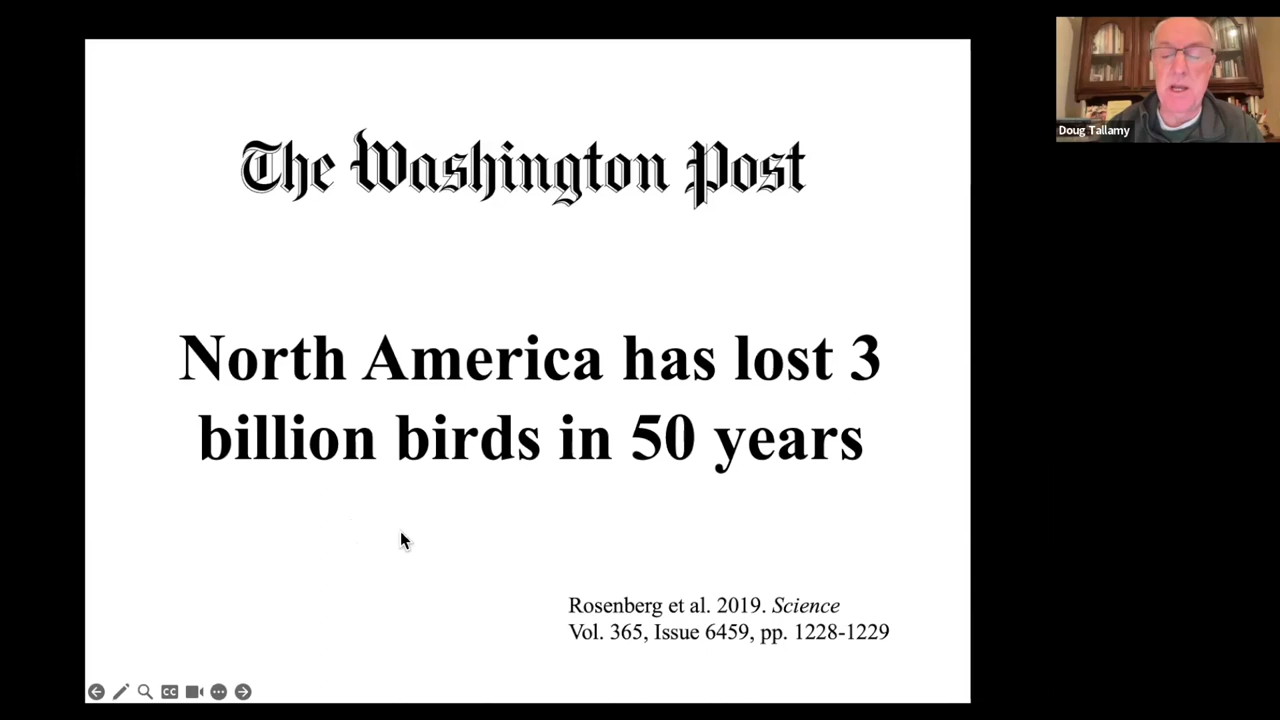 The Washington Post
North America has lost 3
billion birds in 50 years
Rosenberg et al. 2019. Science
Vol. 365, Issue 6459, pp. 1228-1229
CC
Doug Tallamy